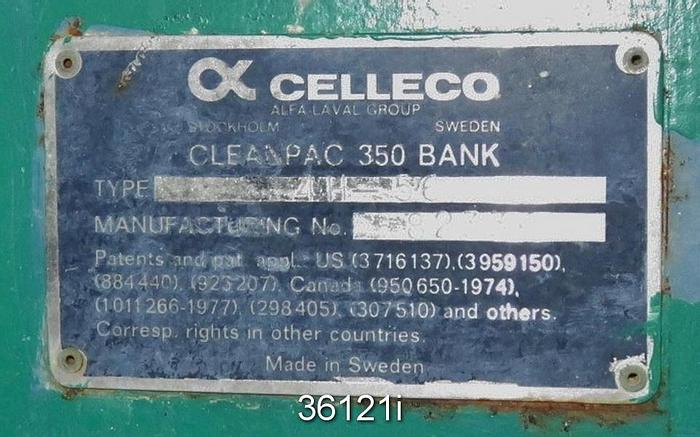 CELLECO
ALFA-LAVAL GROUP
STOCKHOLM SWEDEN
CLEANPAC 350 BANK
TYPE
MANUFACTURING No.
Patents and pat. appl. US (3716137), (3959150),
(884440), (923207), Canada (950650-1974),
(1011266-1977), (298405), (307510) and others.
Corresp. rights in other countries.
Made in Sweden
36121i